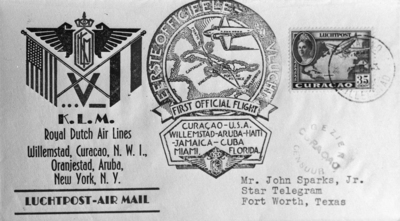 K.L.M.
Royal Dutch Air Lines
Willemstad, Curacao, N. W. I.,
Oranjestad, Aruba,
New York, N. Y.
LUCHTPOST-AIR MAIL
EERSTE OFFICIEELE VLUCHT
FIRST OFFICIAL FLIGHT
CURAÇAO - U.S.A.
WILLEMSTAD-ARUBA-HAITI
-JAMAICA-CUBA
MIAMI, FLORIDA.
LUCHTPOST
35
CURAÇAO
CURACAO
Mr. John Sparks, Jr.
Star Telegram
Fort Worth, Texas